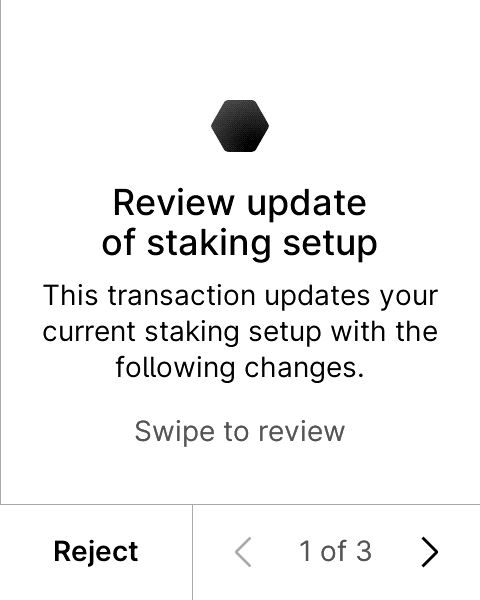 Review update
of staking setup
This transaction updates your
current staking setup with the
following changes.
Swipe to review
Reject
1 of 3